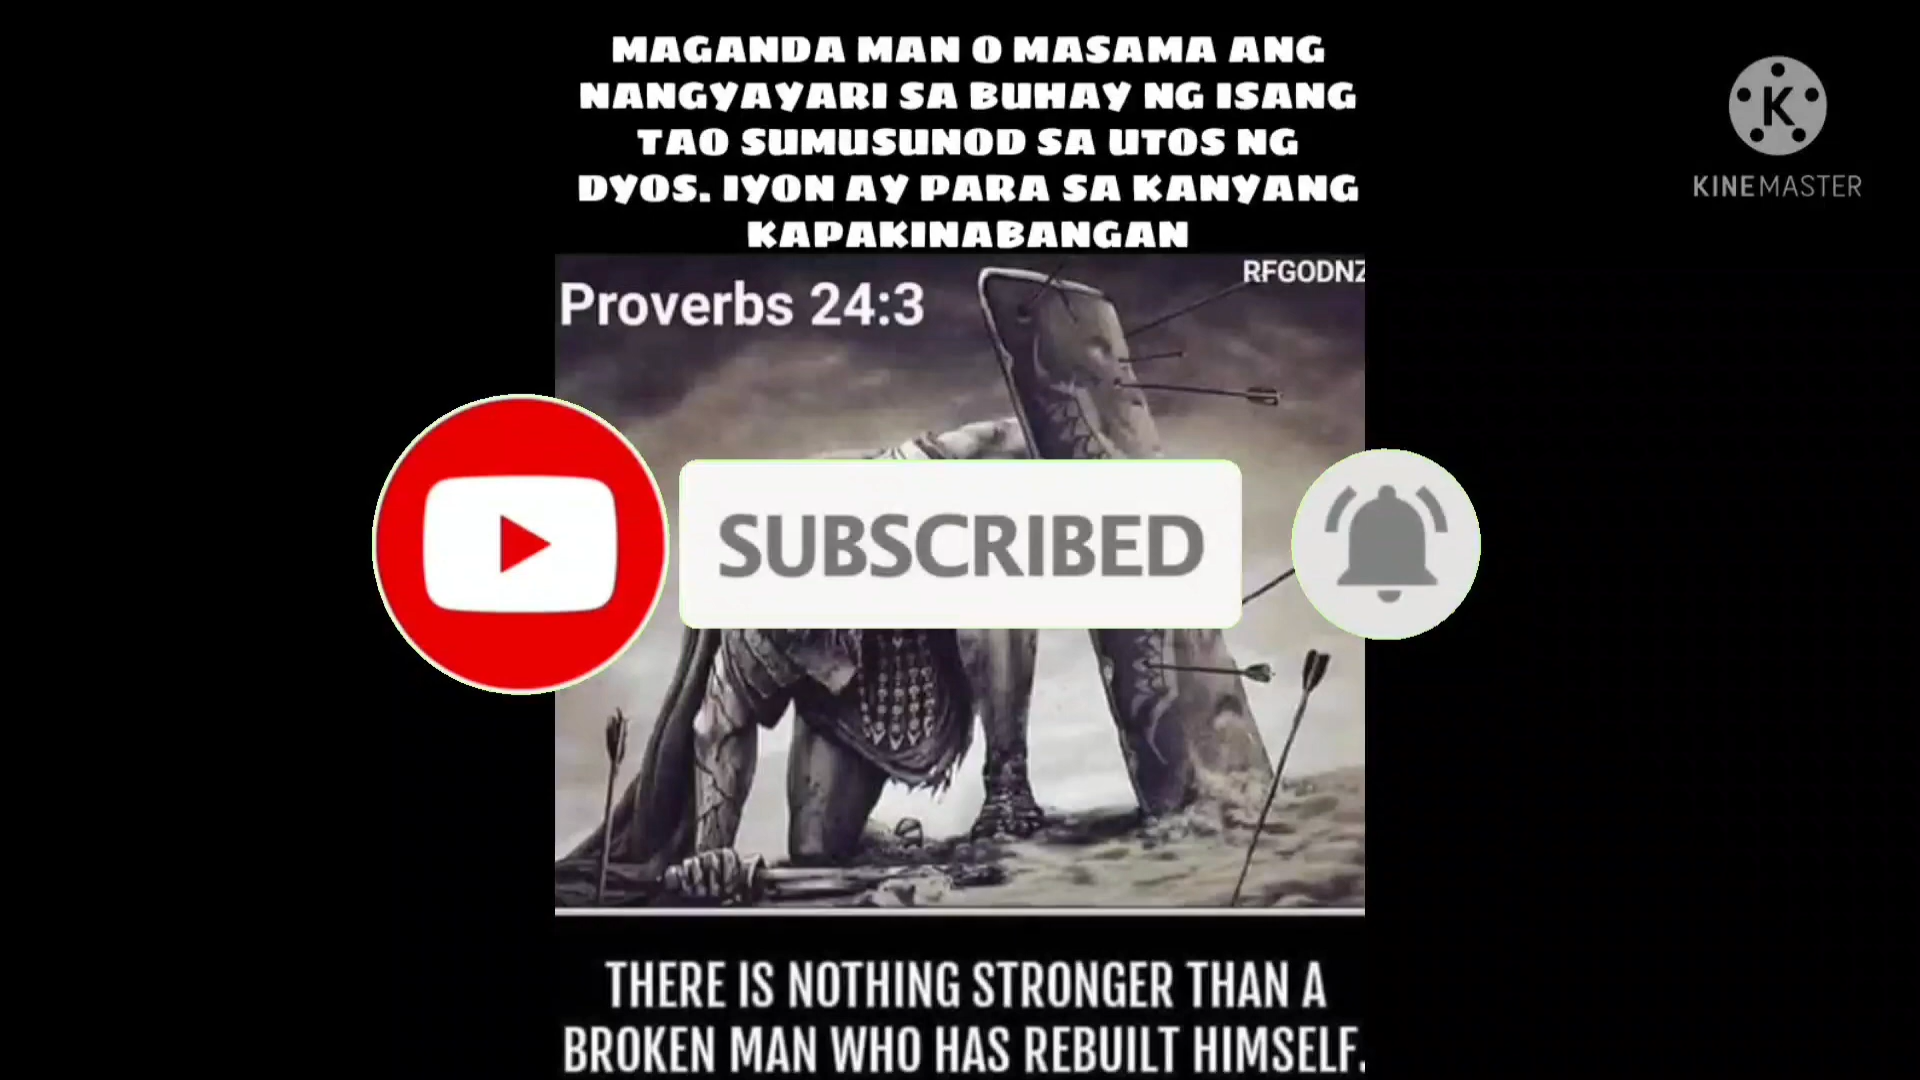 MAGANDA MAN O MASAMA ANG
NANGYAYARI SA BUHAY NG ISANG
TAO SUMUSUNOD SA UTOS NG
DYOS. IYON AY PARA SA KANYANG
KAPAKINABANGAN
K
KINEMASTER
RFGODNZ
Proverbs 24:3
SUBSCRIBED
THERE IS NOTHING STRONGER THAN A
BROKEN MAN WHO HAS REBUILT HIMSELF.